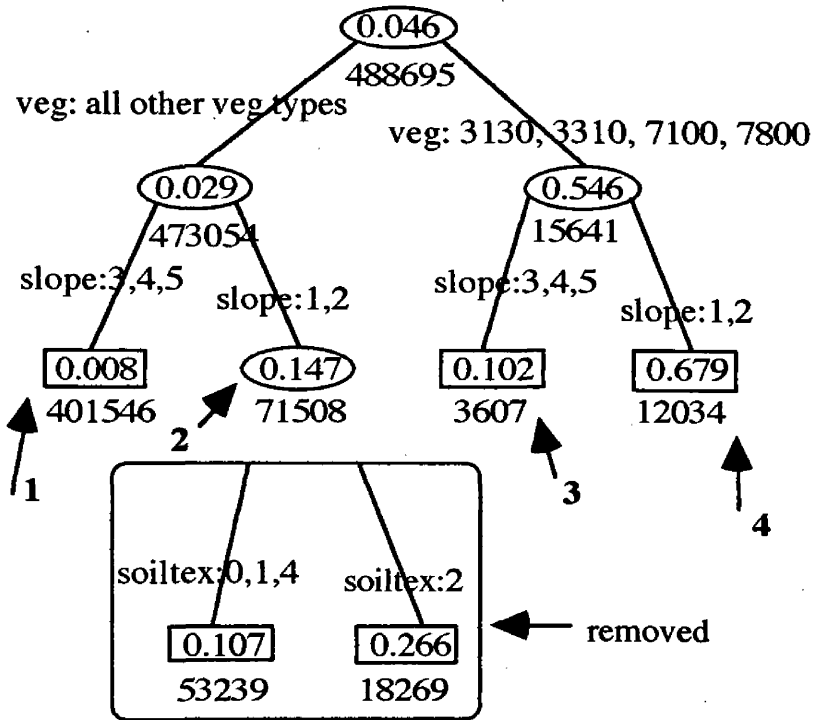 0.046
488695
veg: all other veg types
veg: 3130, 3310, 7100, 7800
0.029
0.546
473054
15641
slope:3,4,5
slope:1,2
slope:3,4,5
slope:1,2
0.008
0.147
0.102
0.679
401546
71508
3607
12034
1
2
3
4
soiltex:0,1,4
soiltex:2
0.107
0.266
removed
53239
18269